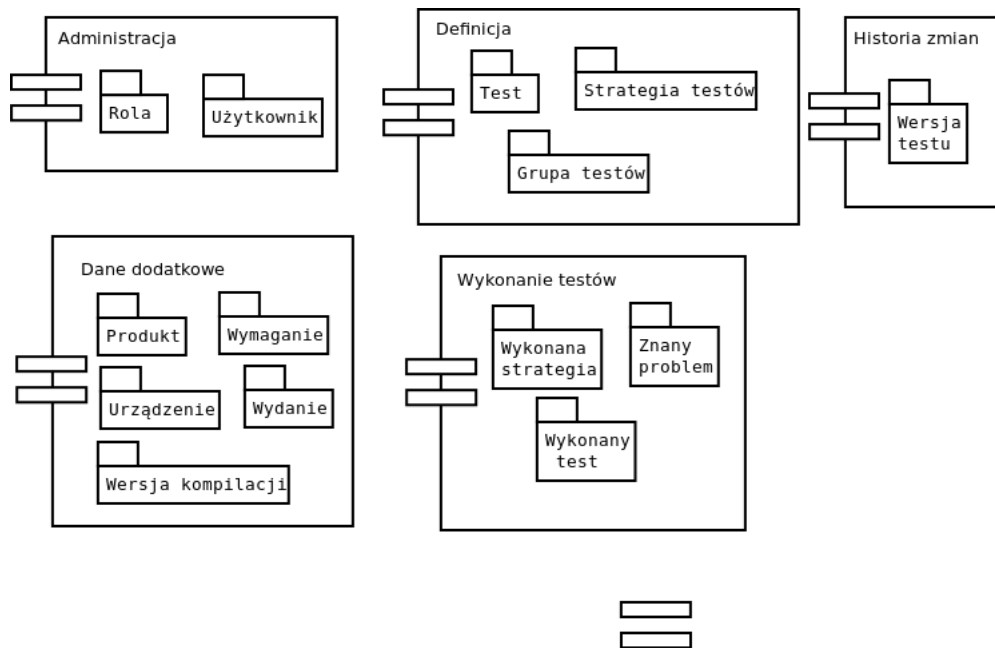 Administracja
Rola
Użytkownik
Definicja
Test
Strategia testów
Grupa testów
Historia zmian
Wersja
testu
Dane dodatkowe
Produkt
Wymaganie
Urządzenie
Wydanie
Wersja kompilacji
Wykonanie testów
Wykonana
strategia
Znany
problem
Wykonany
test